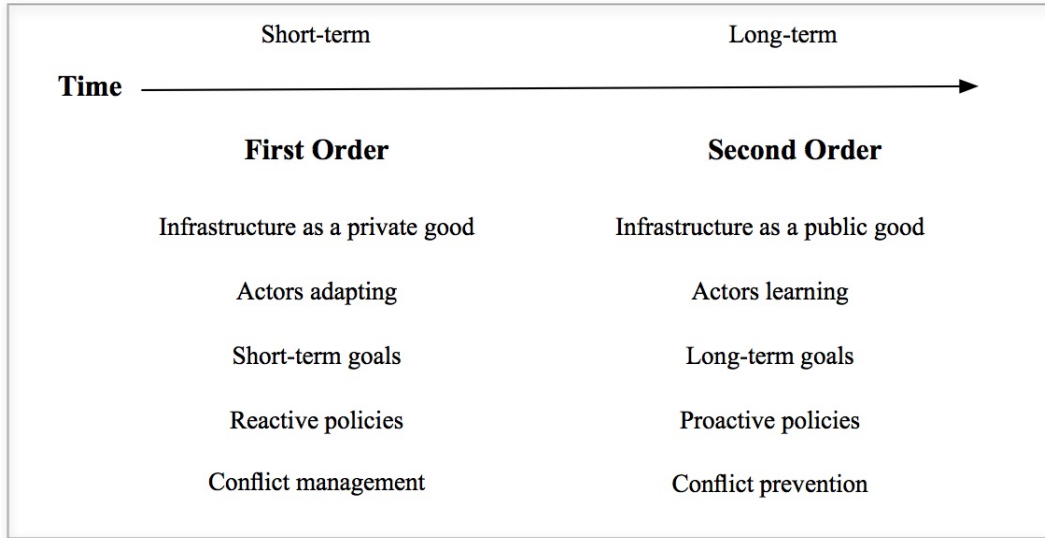 Short-term Long-term
Time
First Order Second Order
Infrastructure as a private good Infrastructure as a public good
Actors adapting Actors learning
Short-term goals Long-term goals
Reactive policies Proactive policies
Conflict management Conflict prevention